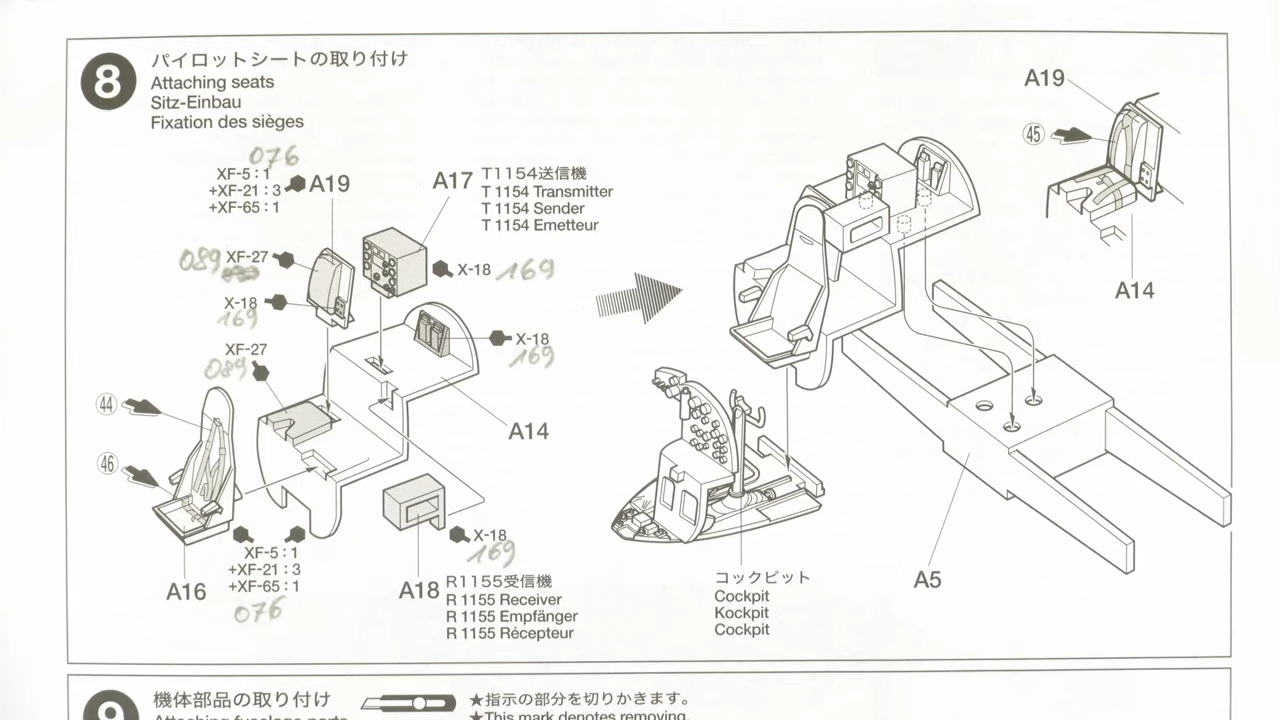 8
パイロットシートの取り付け
Attaching seats
Sitz-Einbau
Fixation des sièges
076
XF-5 : 1
+XF-21 : 3
+XF-65 : 1
A19
A17
T1154送信機
T 1154 Transmitter
T 1154 Sender
T 1154 Emetteur
089
XF-27
X-18
169
X-18
169
X-18
169
XF-27
089
44
46
A14
A16
XF-5 : 1
+XF-21 : 3
+XF-65 : 1
076
X-18
169
A18
R1155受信機
R 1155 Receiver
R 1155 Empfänger
R 1155 Récepteur
コックピット
Cockpit
Kockpit
Cockpit
A5
A19
45
A14
9
機体部品の取り付け
Attaching fuselage parts
★指示の部分を切りかきます。
★This mark denotes removing.